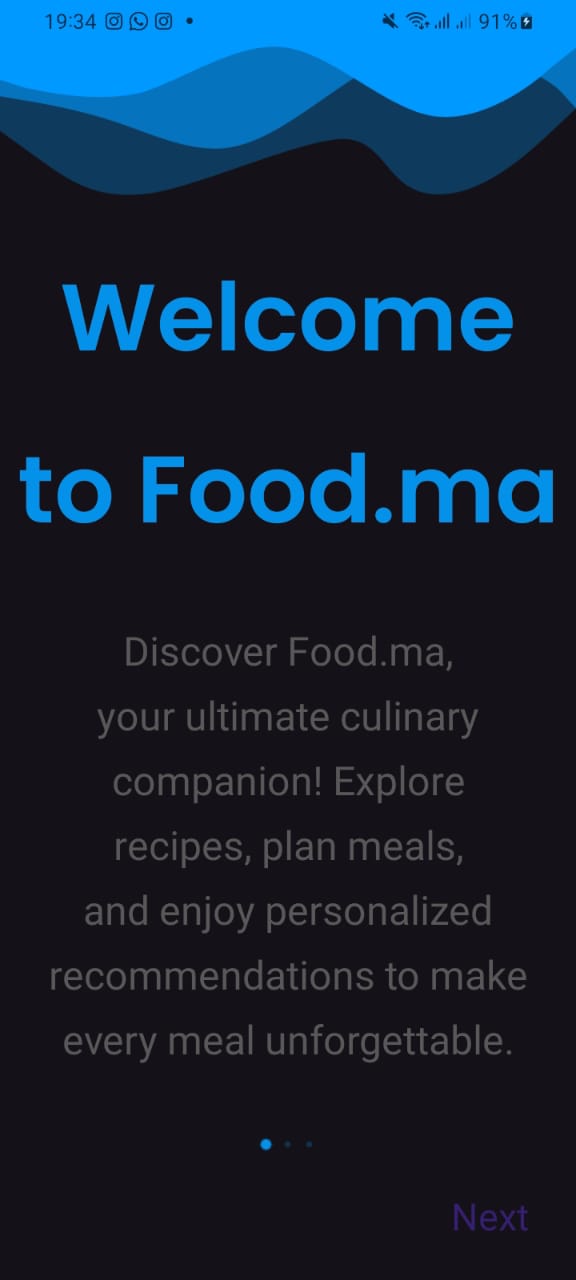 19:34 91%
Welcome
to Food.ma
Discover Food.ma,
your ultimate culinary
companion! Explore
recipes, plan meals,
and enjoy personalized
recommendations to make
every meal unforgettable.
Next